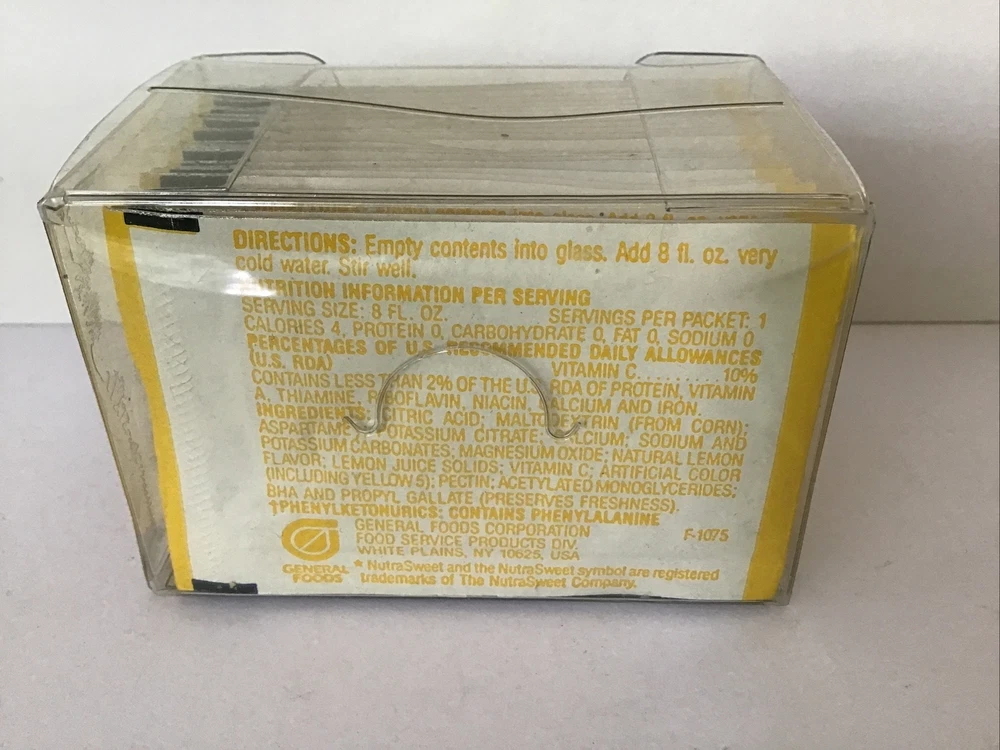 DIRECTIONS: Empty contents into glass. Add 8 fl. oz. very
cold water. Stir well.
NUTRITION INFORMATION PER SERVING
SERVING SIZE: 8 FL. OZ. SERVINGS PER PACKET: 1
CALORIES 4, PROTEIN 0, CARBOHYDRATE 0, FAT 0, SODIUM 0
PERCENTAGES OF U.S. RECOMMENDED DAILY ALLOWANCES
(U.S. RDA) VITAMIN C.......... 10%
CONTAINS LESS THAN 2% OF THE U.S. RDA OF PROTEIN, VITAMIN
A, THIAMINE, RIBOFLAVIN, NIACIN, CALCIUM AND IRON.
INGREDIENTS: CITRIC ACID; MALTODEXTRIN (FROM CORN);
ASPARTAME; POTASSIUM CITRATE; CALCIUM, SODIUM AND
POTASSIUM CARBONATES; MAGNESIUM OXIDE; NATURAL LEMON
FLAVOR; LEMON JUICE SOLIDS; VITAMIN C; ARTIFICIAL COLOR
(INCLUDING YELLOW 5); PECTIN; ACETYLATED MONOGLYCERIDES;
BHA AND PROPYL GALLATE (PRESERVES FRESHNESS).
†PHENYLKETONURICS: CONTAINS PHENYLALANINE
GENERAL FOODS CORPORATION F-1075
FOOD SERVICE PRODUCTS DIV.
WHITE PLAINS, NY 10625, USA
GENERAL
FOODS
* NutraSweet and the NutraSweet symbol are registered
trademarks of The NutraSweet Company.